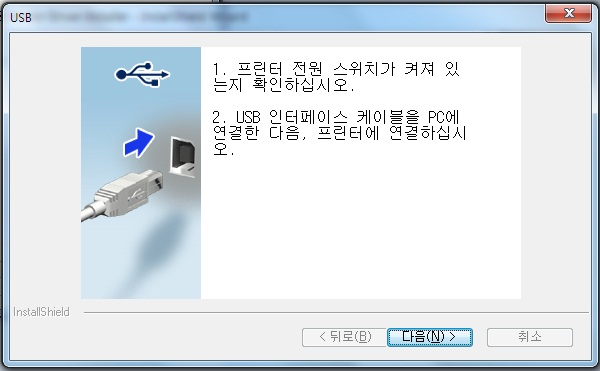 USB
1. 프린터 전원 스위치가 켜져 있
는지 확인하십시오.
2. USB 인터페이스 케이블을 PC에
연결한 다음, 프린터에 연결하십시
오.
InstallShield
< 뒤로(B)
다음(N) >
취소